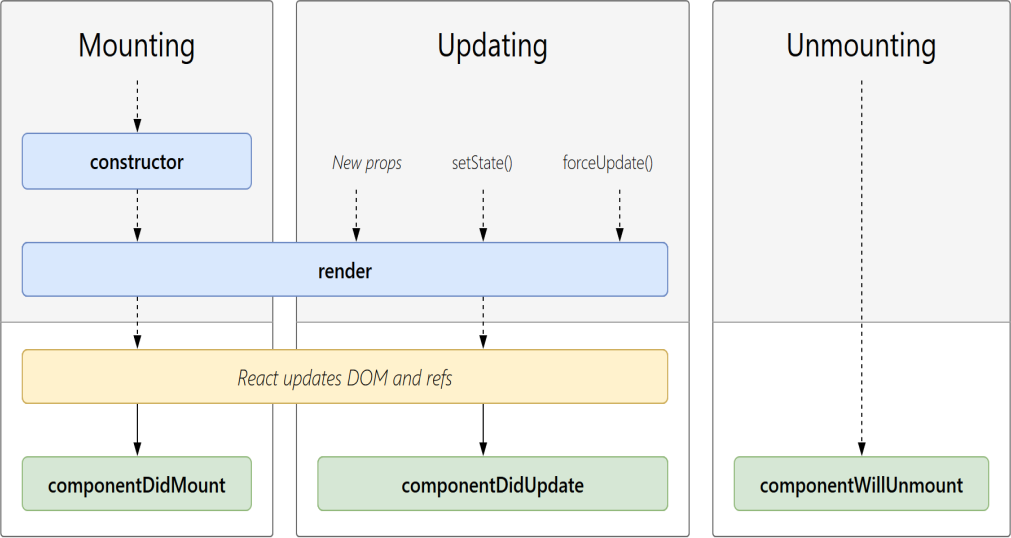 Mounting
Updating
Unmounting
constructor
New props
setState()
forceUpdate()
render
React updates DOM and refs
componentDidMount
componentDidUpdate
componentWillUnmount